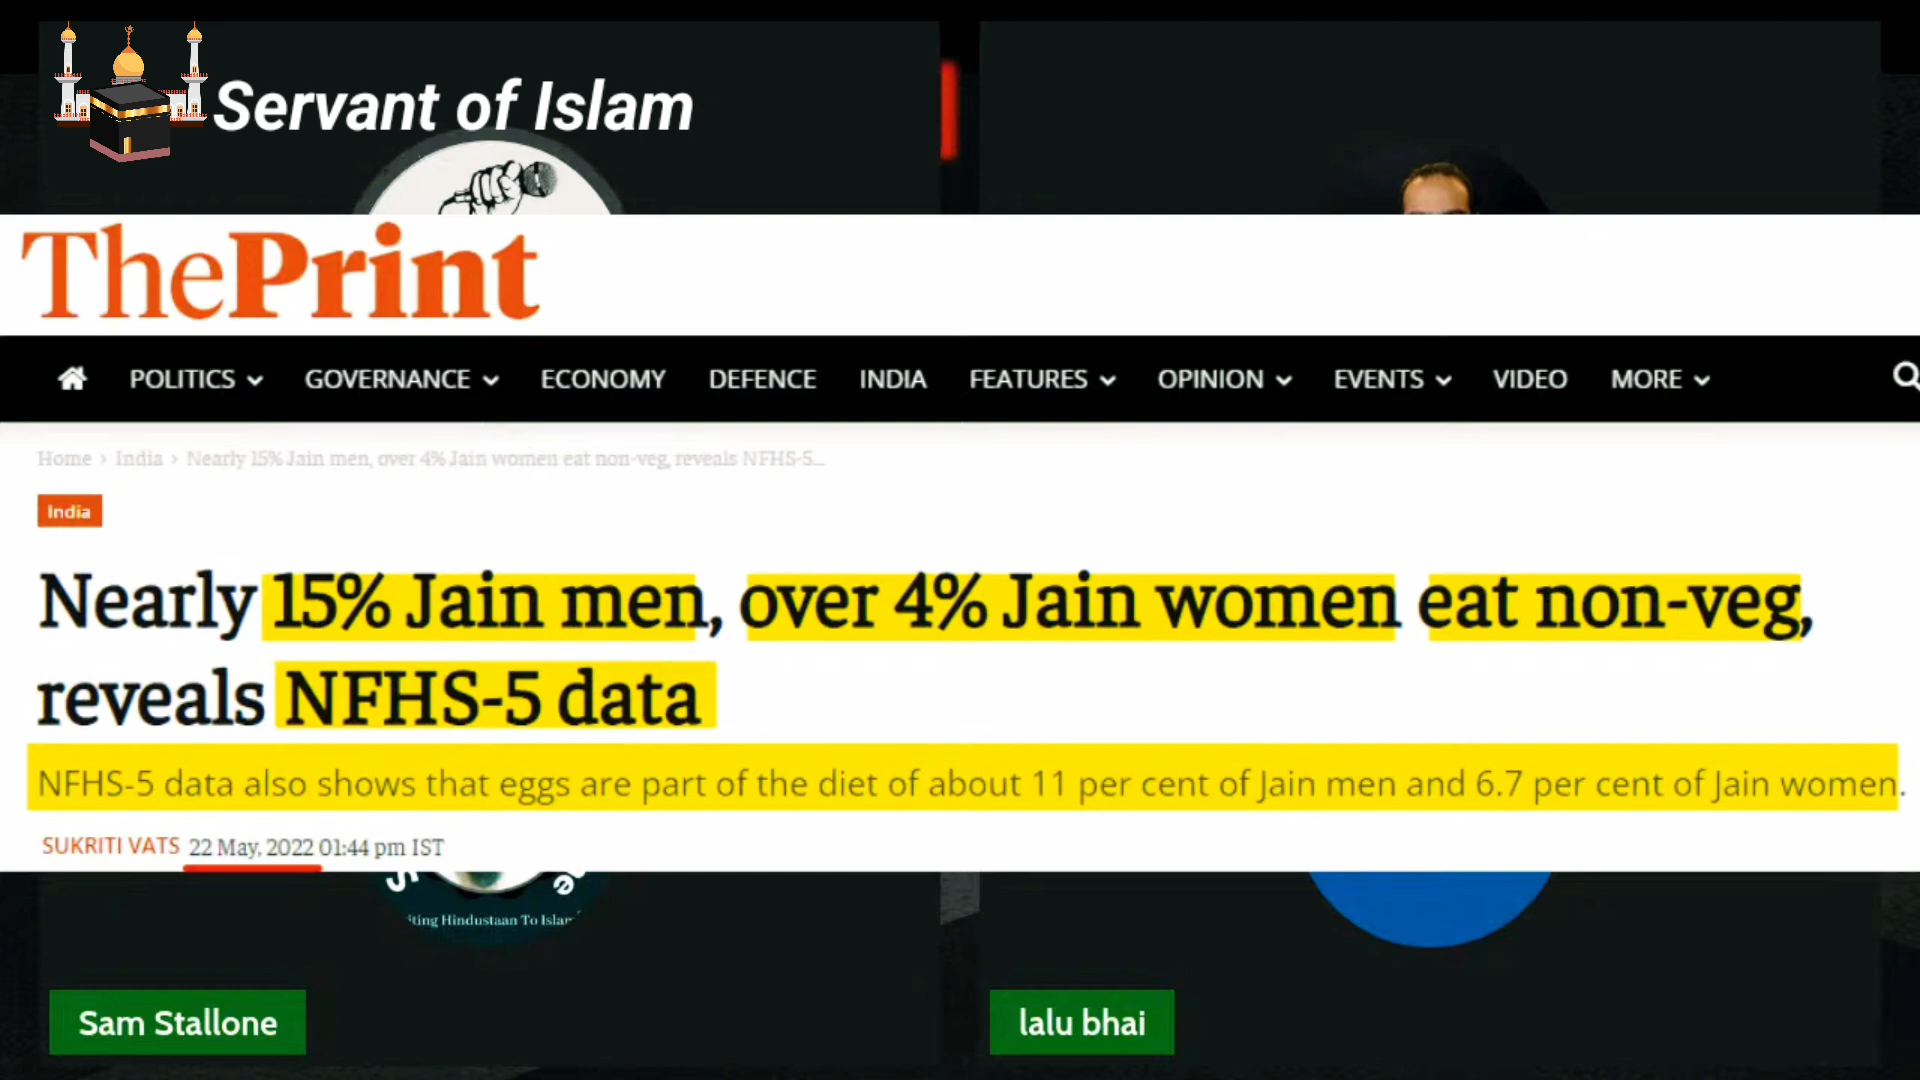 Servant of Islam
ThePrint
POLITICS GOVERNANCE ECONOMY DEFENCE INDIA FEATURES OPINION EVENTS VIDEO MORE
Home › India › Nearly 15% Jain men, over 4% Jain women eat non-veg, reveals NFHS-5...
India
Nearly 15% Jain men, over 4% Jain women eat non-veg,
reveals NFHS-5 data
NFHS-5 data also shows that eggs are part of the diet of about 11 per cent of Jain men and 6.7 per cent of Jain women.
SUKRITI VATS 22 May, 2022 01:44 pm IST
Hindustaan To
Sam Stallone
lalu bhai